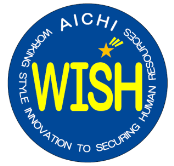 AICHI
WISH
WORKING STYLE INNOVATION TO SECURING HUMAN RESOURCES